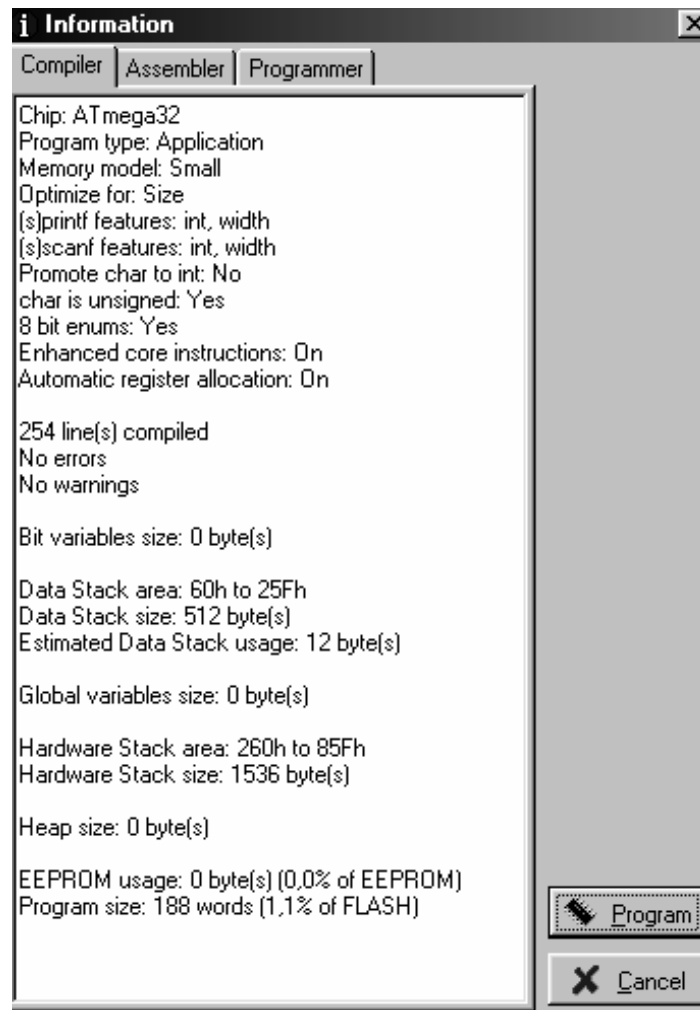 i Information
Compiler Assembler Programmer
Chip: ATmega32
Program type: Application
Memory model: Small
Optimize for: Size
(s)printf features: int, width
(s)scanf features: int, width
Promote char to int: No
char is unsigned: Yes
8 bit enums: Yes
Enhanced core instructions: On
Automatic register allocation: On
254 line(s) compiled
No errors
No warnings
Bit variables size: 0 byte(s)
Data Stack area: 60h to 25Fh
Data Stack size: 512 byte(s)
Estimated Data Stack usage: 12 byte(s)
Global variables size: 0 byte(s)
Hardware Stack area: 260h to 85Fh
Hardware Stack size: 1536 byte(s)
Heap size: 0 byte(s)
EEPROM usage: 0 byte(s) (0,0% of EEPROM)
Program size: 188 words (1,1% of FLASH)
Program
Cancel